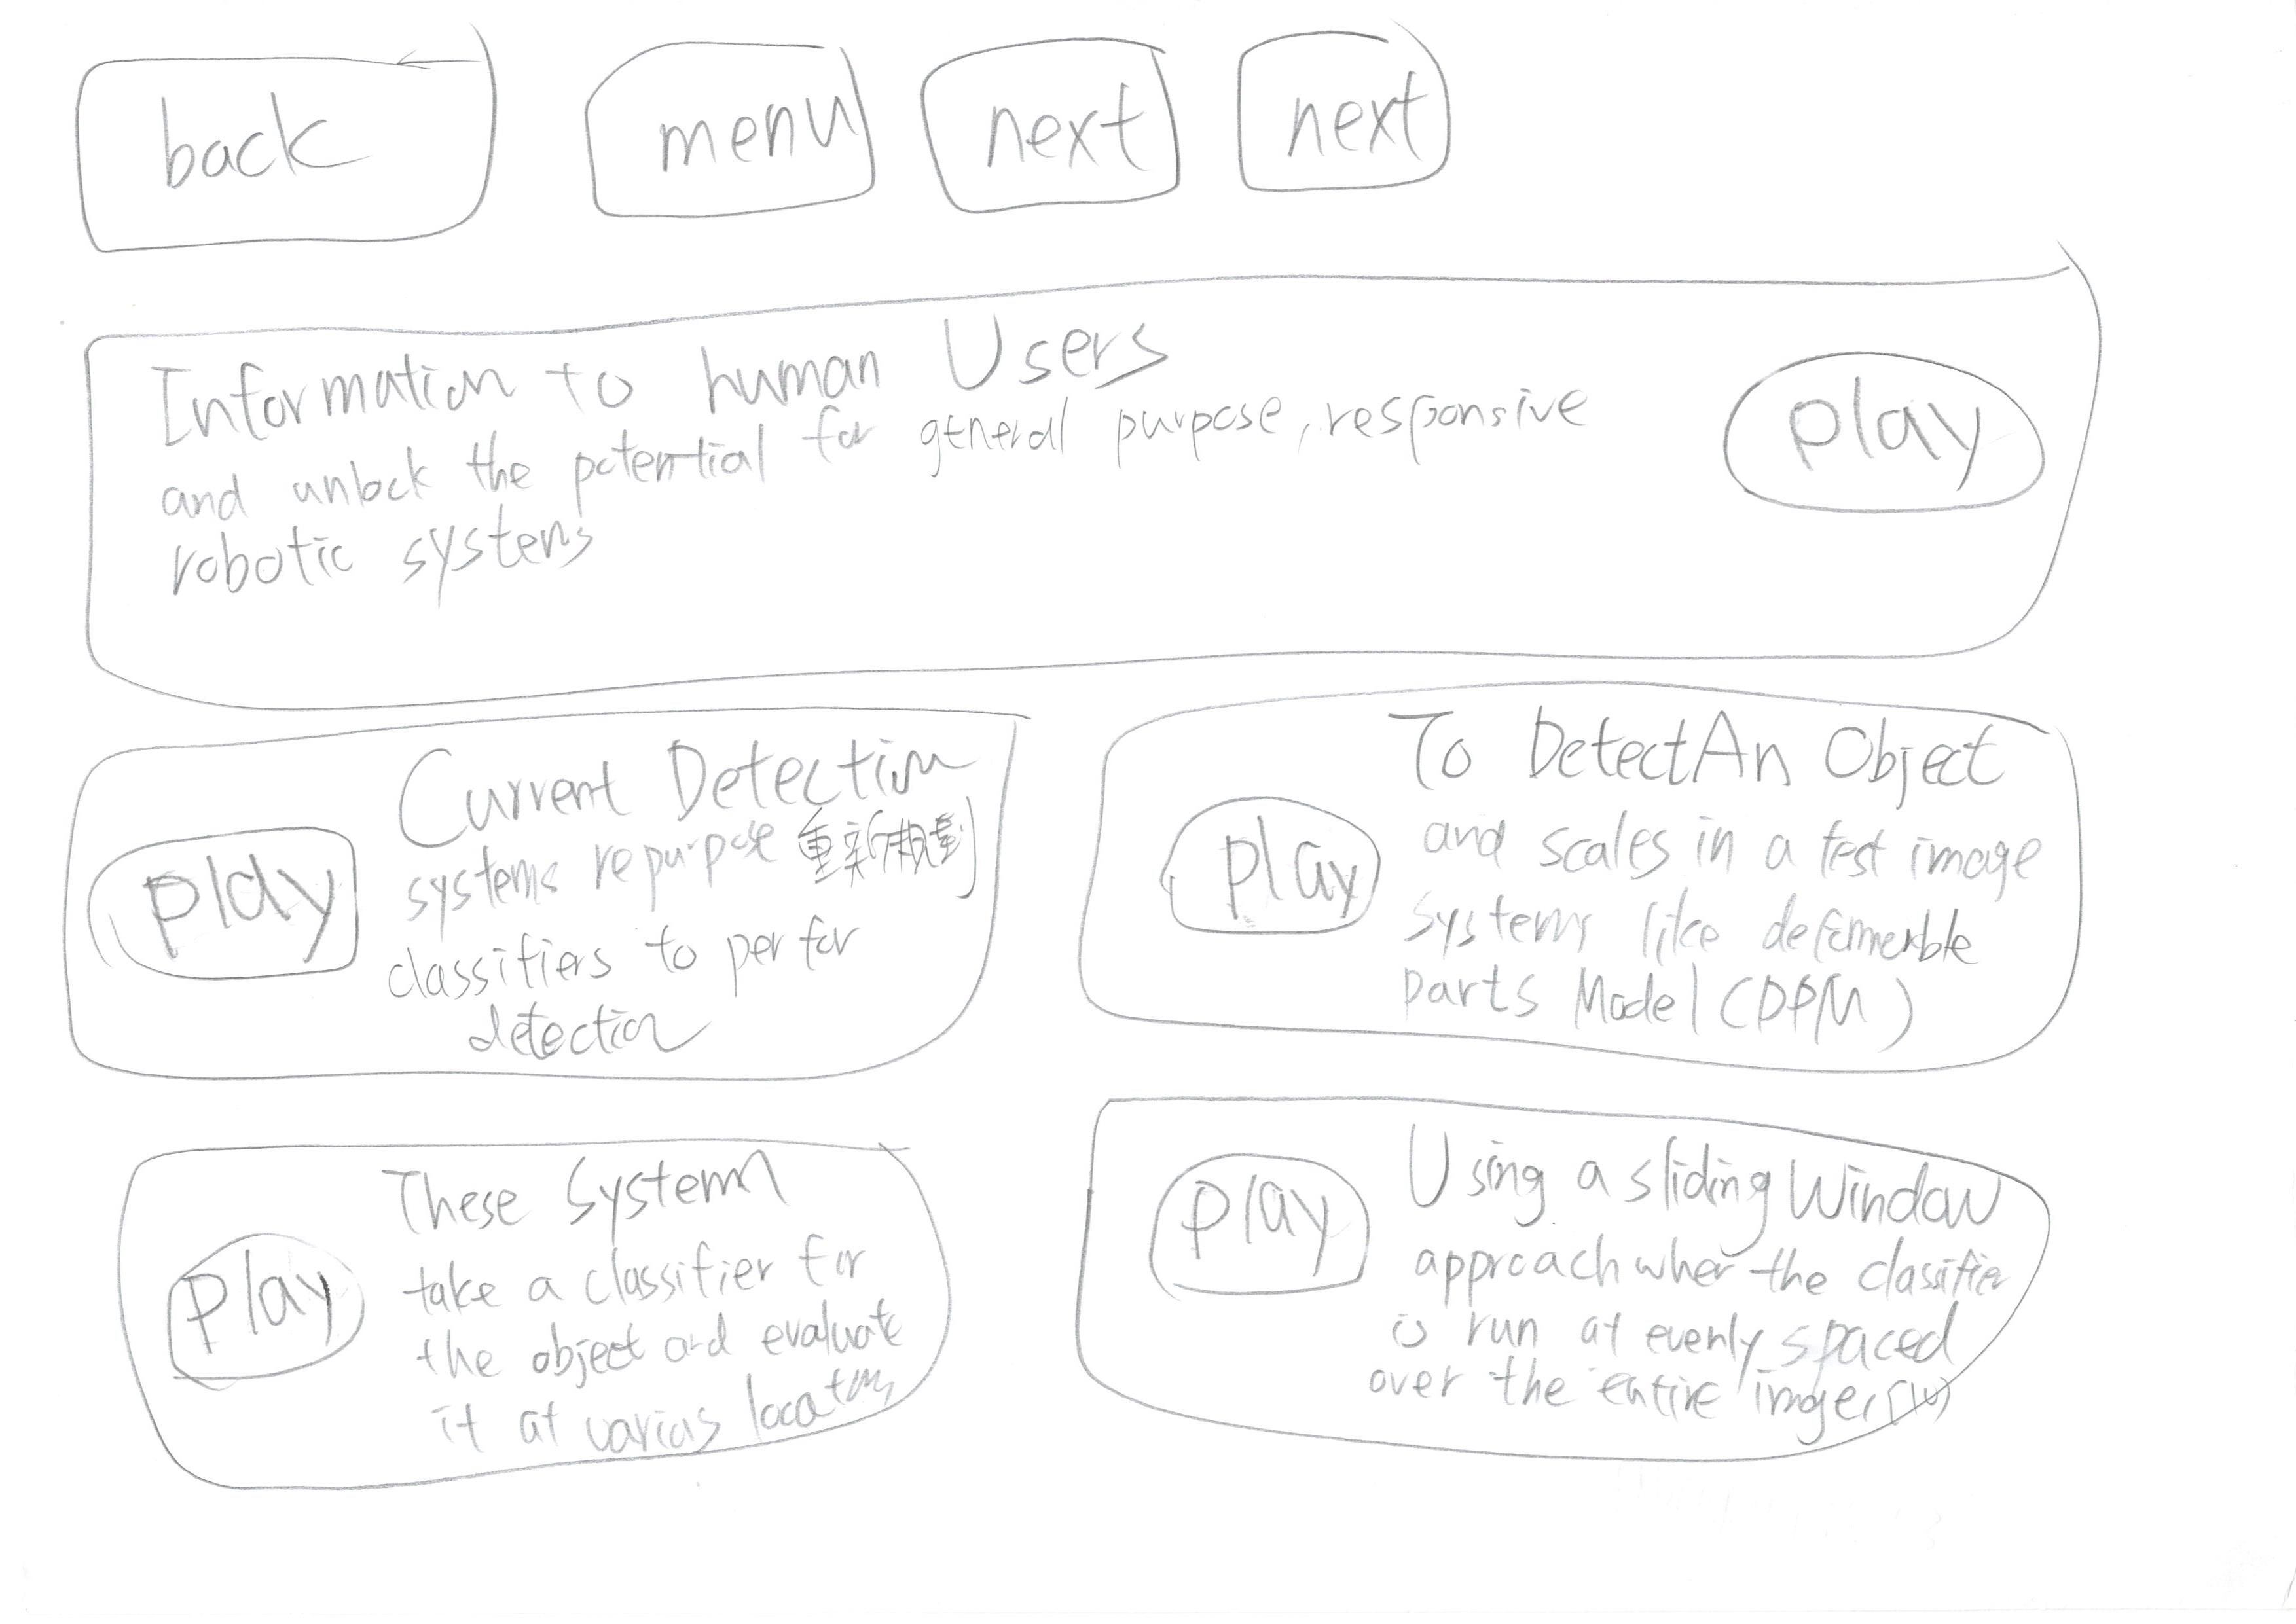 back
menu
next
next
Information to human Users
and unlock the potential for general purpose, responsive
robotic systems
play
play
Current Detection
systems repurpose 重新規劃
classifiers to perfor
detection
play
To Detect An Object
and scales in a test image
systems like
parts Model (DPM)
play
These System
take a classifier for
the object and evaluate
it at various locations
play
Using a sliding Window
approach wher the classifier
is run at evenly spaced
over the entire